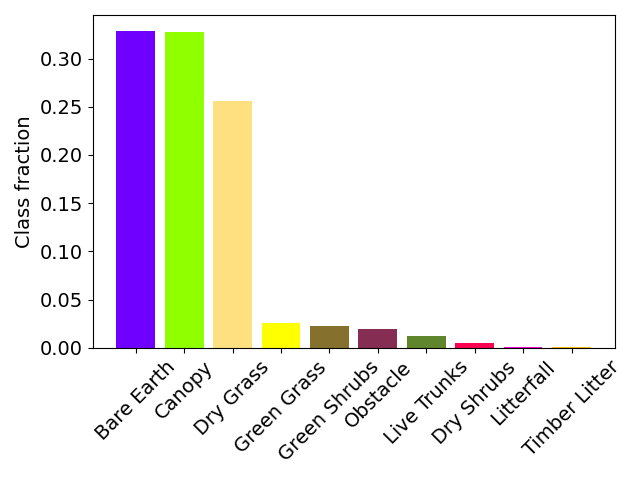 Class fraction
0.30
0.25
0.20
0.15
0.10
0.05
0.00
Bare Earth
Canopy
Dry Grass
Green Grass
Green Shrubs
Obstacle
Live Trunks
Dry Shrubs
Litterfall
Timber Litter